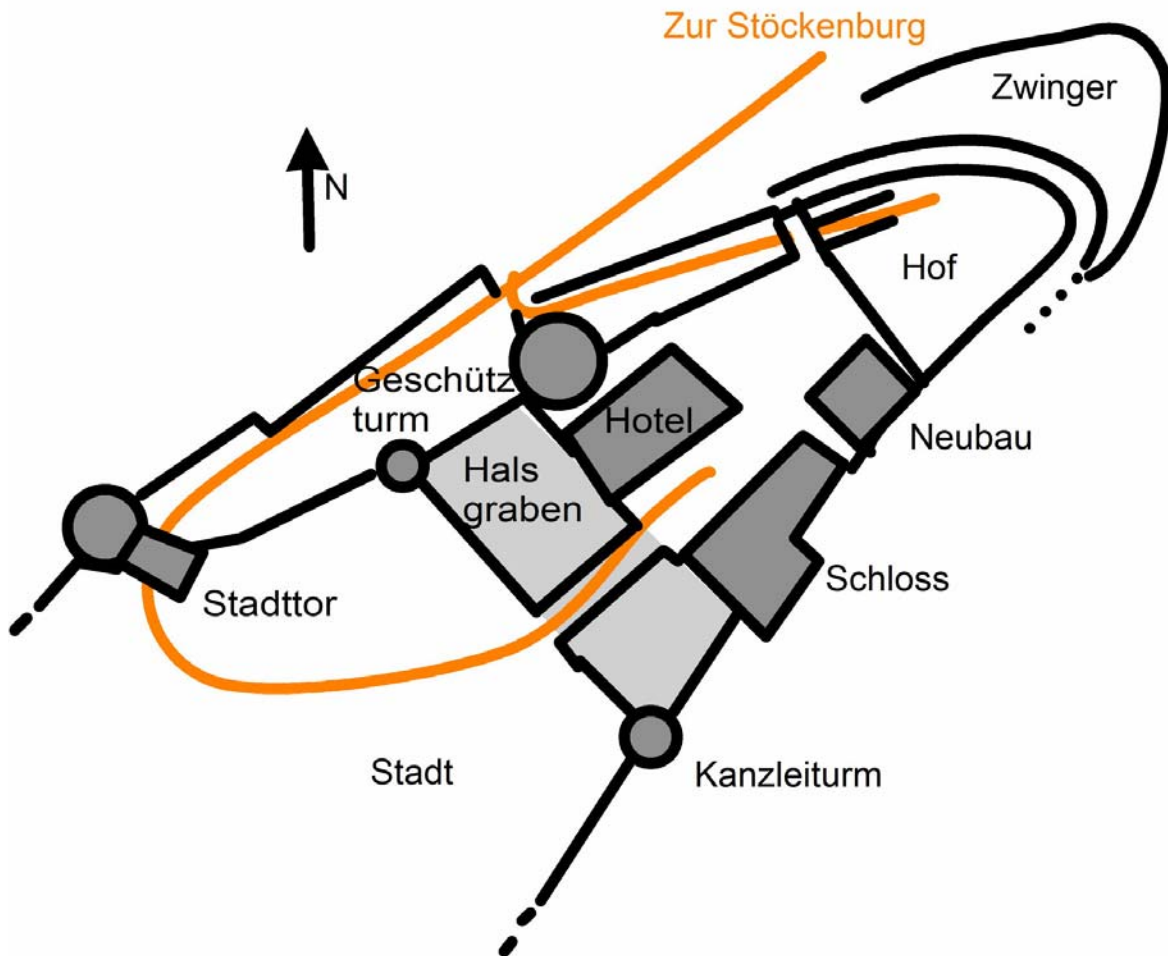 Zur Stöckenburg
Zwinger
N
Hof
Geschütz
turm
Hotel
Neubau
Hals
graben
Schloss
Stadttor
Stadt
Kanzleiturm